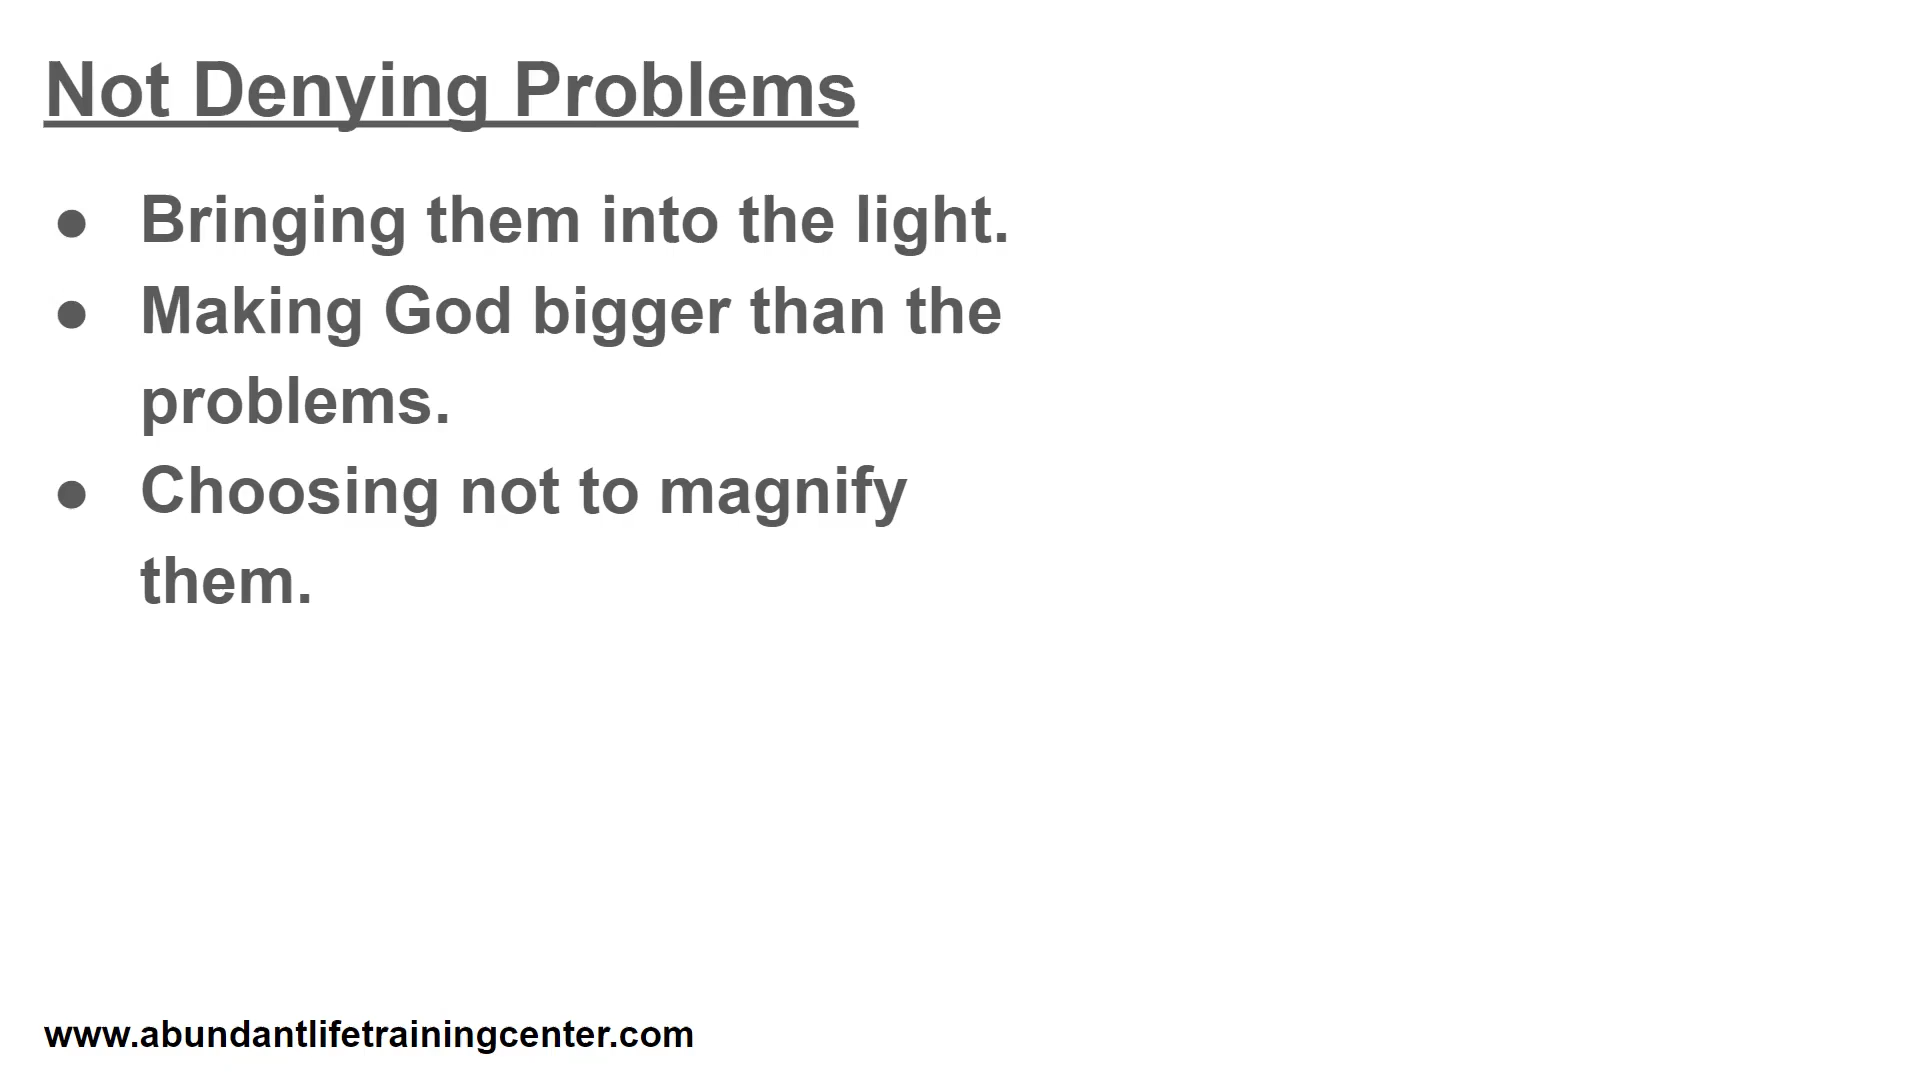 Not Denying Problems
● Bringing them into the light.
● Making God bigger than the
problems.
● Choosing not to magnify
them.
www.abundantlifetrainingcenter.com